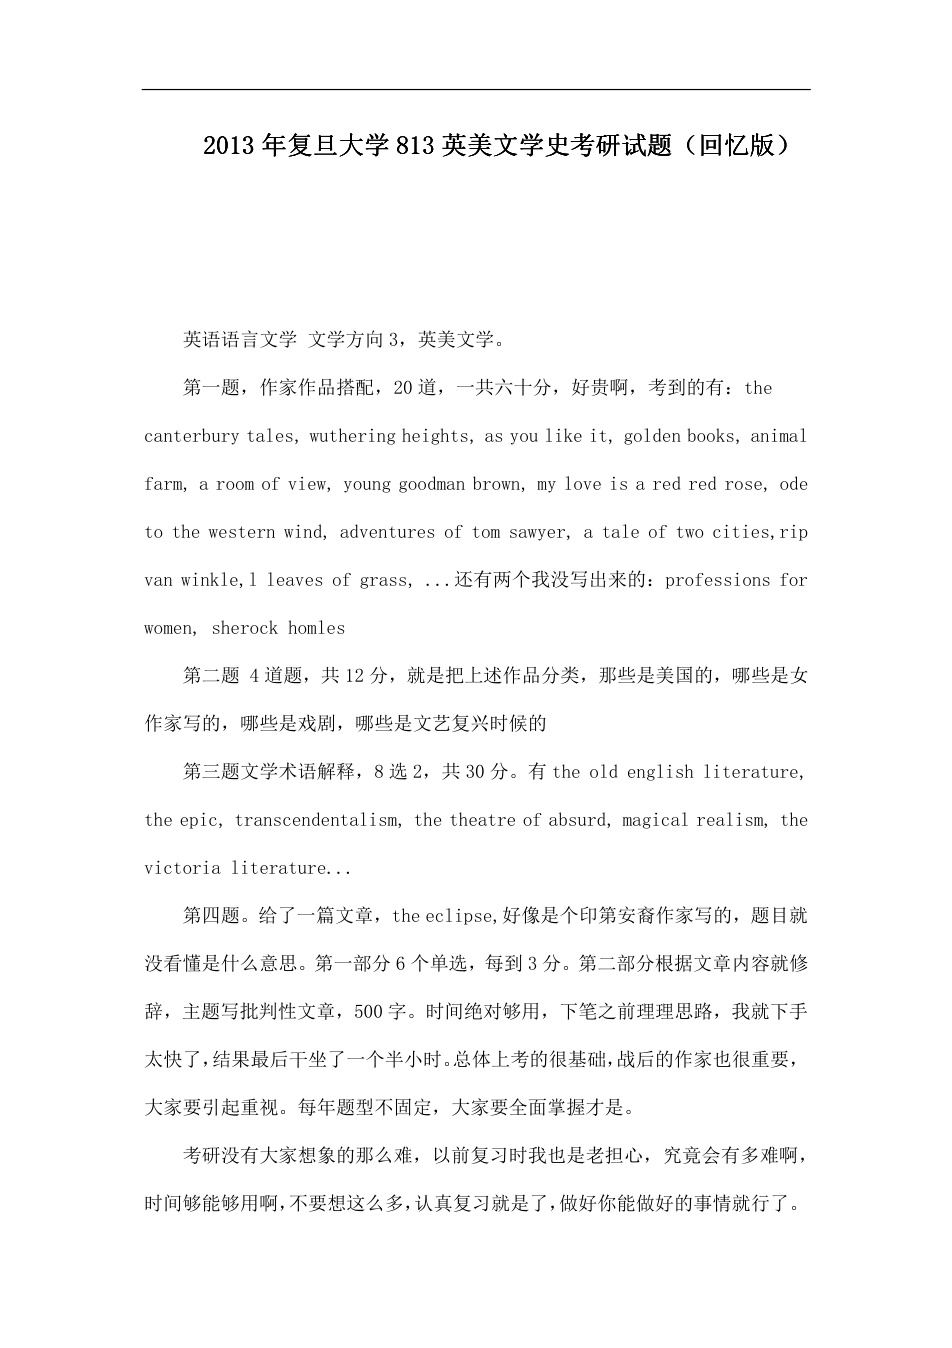 2013 年复旦大学 813 英美文学史考研试题（回忆版）
英语语言文学 文学方向 3，英美文学。
第一题，作家作品搭配，20 道，一共六十分，好贵啊，考到的有：the
canterbury tales, wuthering heights, as you like it, golden books, animal
farm, a room of view, young goodman brown, my love is a red red rose, ode
to the western wind, adventures of tom sawyer, a tale of two cities,rip
van winkle,l leaves of grass, ...还有两个我没写出来的：professions for
women, sherock homles
第二题 4 道题，共 12 分，就是把上述作品分类，那些是美国的，哪些是女
作家写的，哪些是戏剧，哪些是文艺复兴时候的
第三题文学术语解释，8 选 2，共 30 分。有 the old english literature,
the epic, transcendentalism, the theatre of absurd, magical realism, the
victoria literature...
第四题。给了一篇文章，the eclipse,好像是个印第安裔作家写的，题目就
没看懂是什么意思。第一部分 6 个单选，每到 3 分。第二部分根据文章内容就修
辞，主题写批判性文章，500 字。时间绝对够用，下笔之前理理思路，我就下手
太快了，结果最后干坐了一个半小时。总体上考的很基础，战后的作家也很重要，
大家要引起重视。每年题型不固定，大家要全面掌握才是。
考研没有大家想象的那么难，以前复习时我也是老担心，究竟会有多难啊，
时间够能够用啊，不要想这么多，认真复习就是了，做好你能做好的事情就行了。